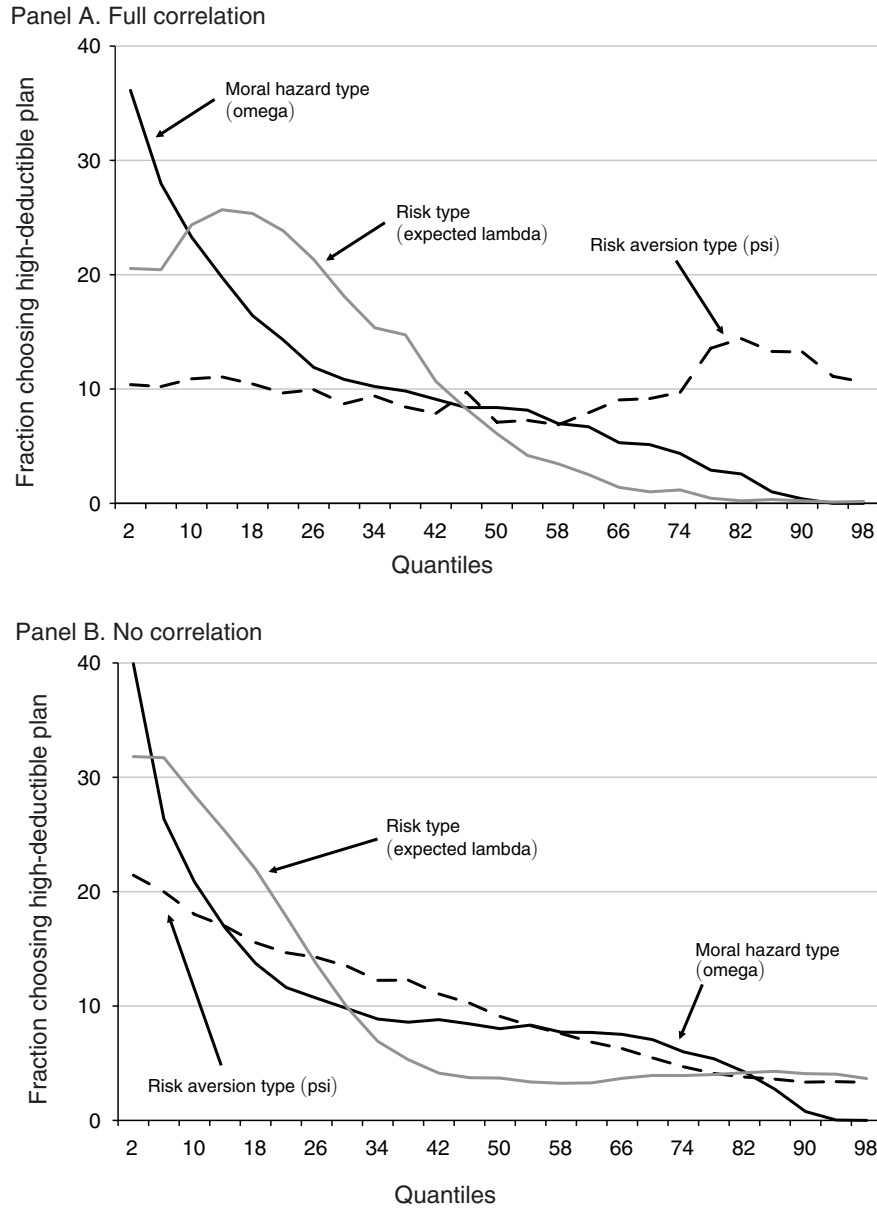 Panel A. Full correlation
Fraction choosing high-deductible plan
40
30
20
10
0
Moral hazard type
(omega)
Risk type
(expected lambda)
Risk aversion type (psi)
2 10 18 26 34 42 50 58 66 74 82 90 98
Quantiles
Panel B. No correlation
Fraction choosing high-deductible plan
40
30
20
10
0
Risk type
(expected lambda)
Moral hazard type
(omega)
Risk aversion type (psi)
2 10 18 26 34 42 50 58 66 74 82 90 98
Quantiles